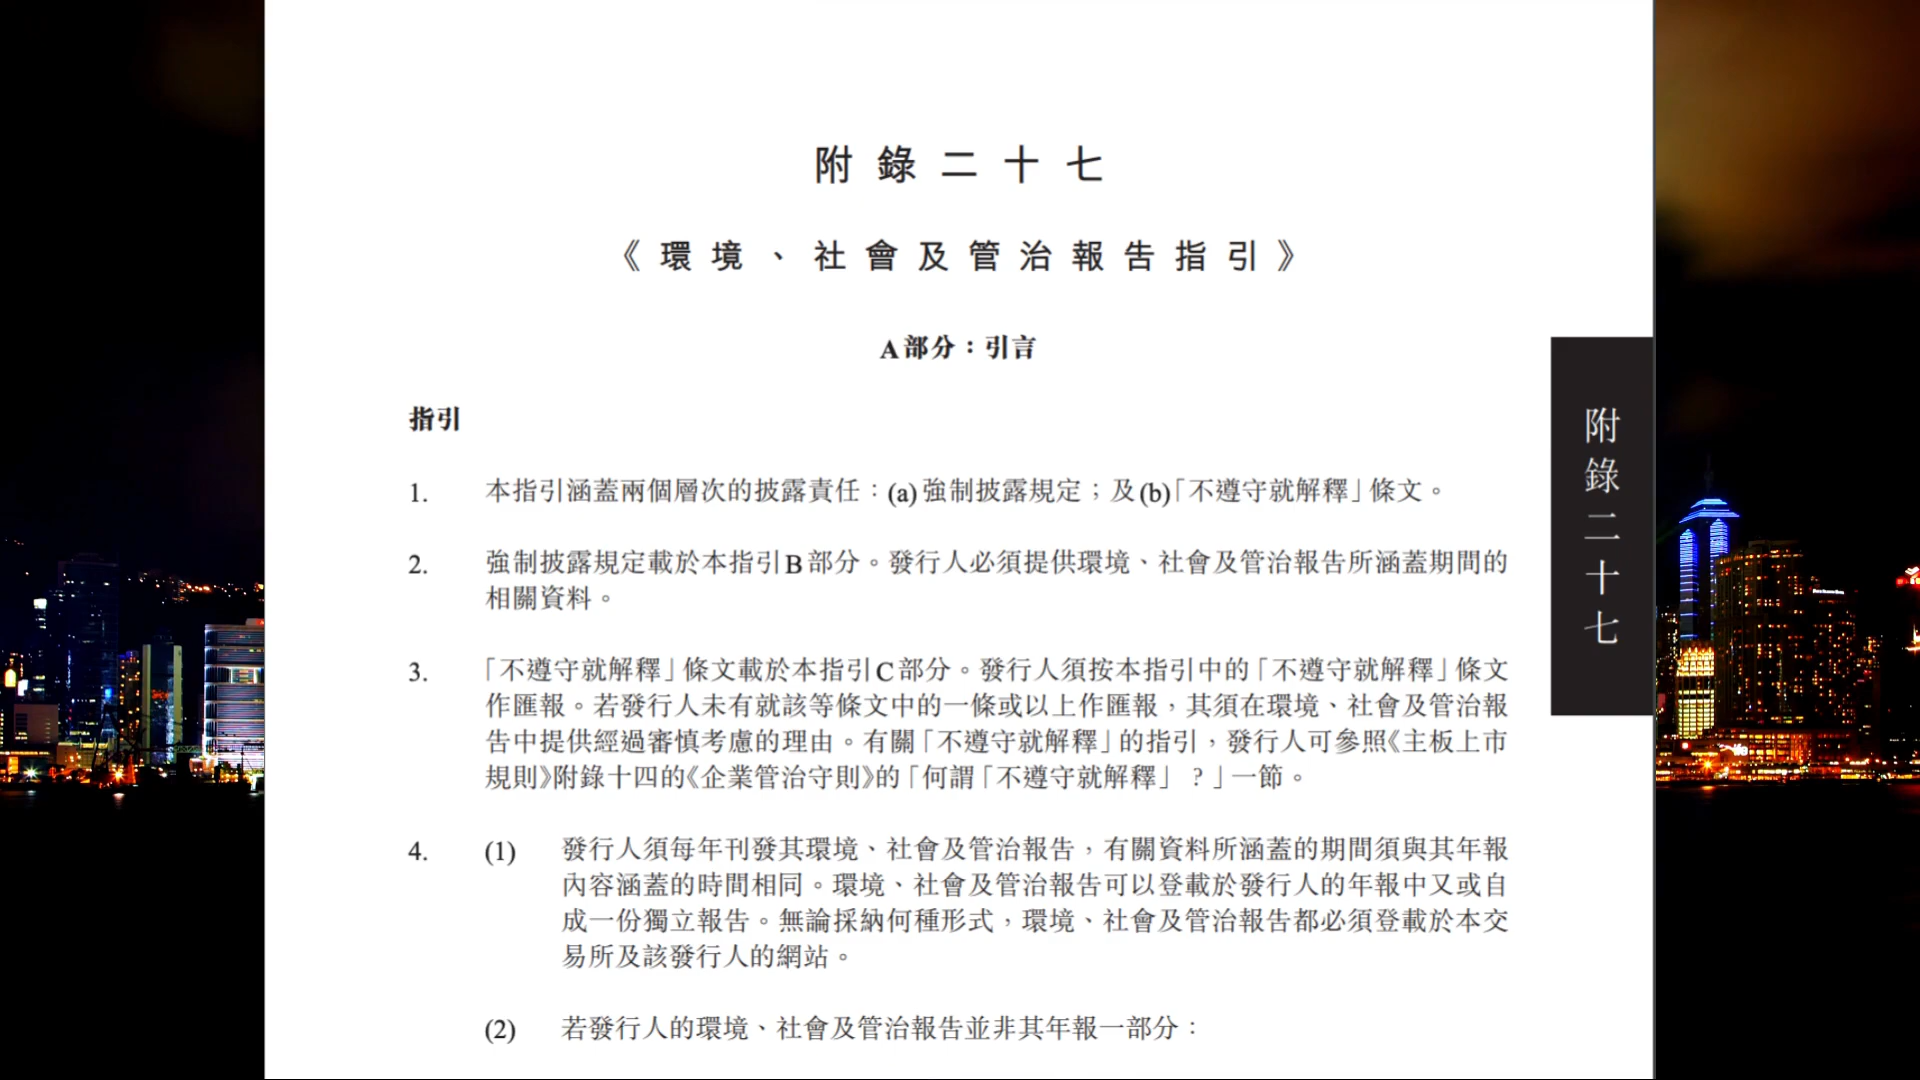 附錄二十七
《環境、社會及管治報告指引》
A部分：引言
指引
1. 本指引涵蓋兩個層次的披露責任：(a)強制披露規定；及(b)「不遵守就解釋」條文。
2. 強制披露規定載於本指引B部分。發行人必須提供環境、社會及管治報告所涵蓋期間的
相關資料。
3. 「不遵守就解釋」條文載於本指引C部分。發行人須按本指引中的「不遵守就解釋」條文
作匯報。若發行人未有就該等條文中的一條或以上作匯報，其須在環境、社會及管治報
告中提供經過審慎考慮的理由。有關「不遵守就解釋」的指引，發行人可參照《主板上市
規則》附錄十四的《企業管治守則》的「何謂「不遵守就解釋」?」一節。
4. (1) 發行人須每年刊發其環境、社會及管治報告，有關資料所涵蓋的期間須與其年報
內容涵蓋的時間相同。環境、社會及管治報告可以登載於發行人的年報中又或自
成一份獨立報告。無論採納何種形式，環境、社會及管治報告都必須登載於本交
易所及該發行人的網站。
(2) 若發行人的環境、社會及管治報告並非其年報一部分：
附錄二十七